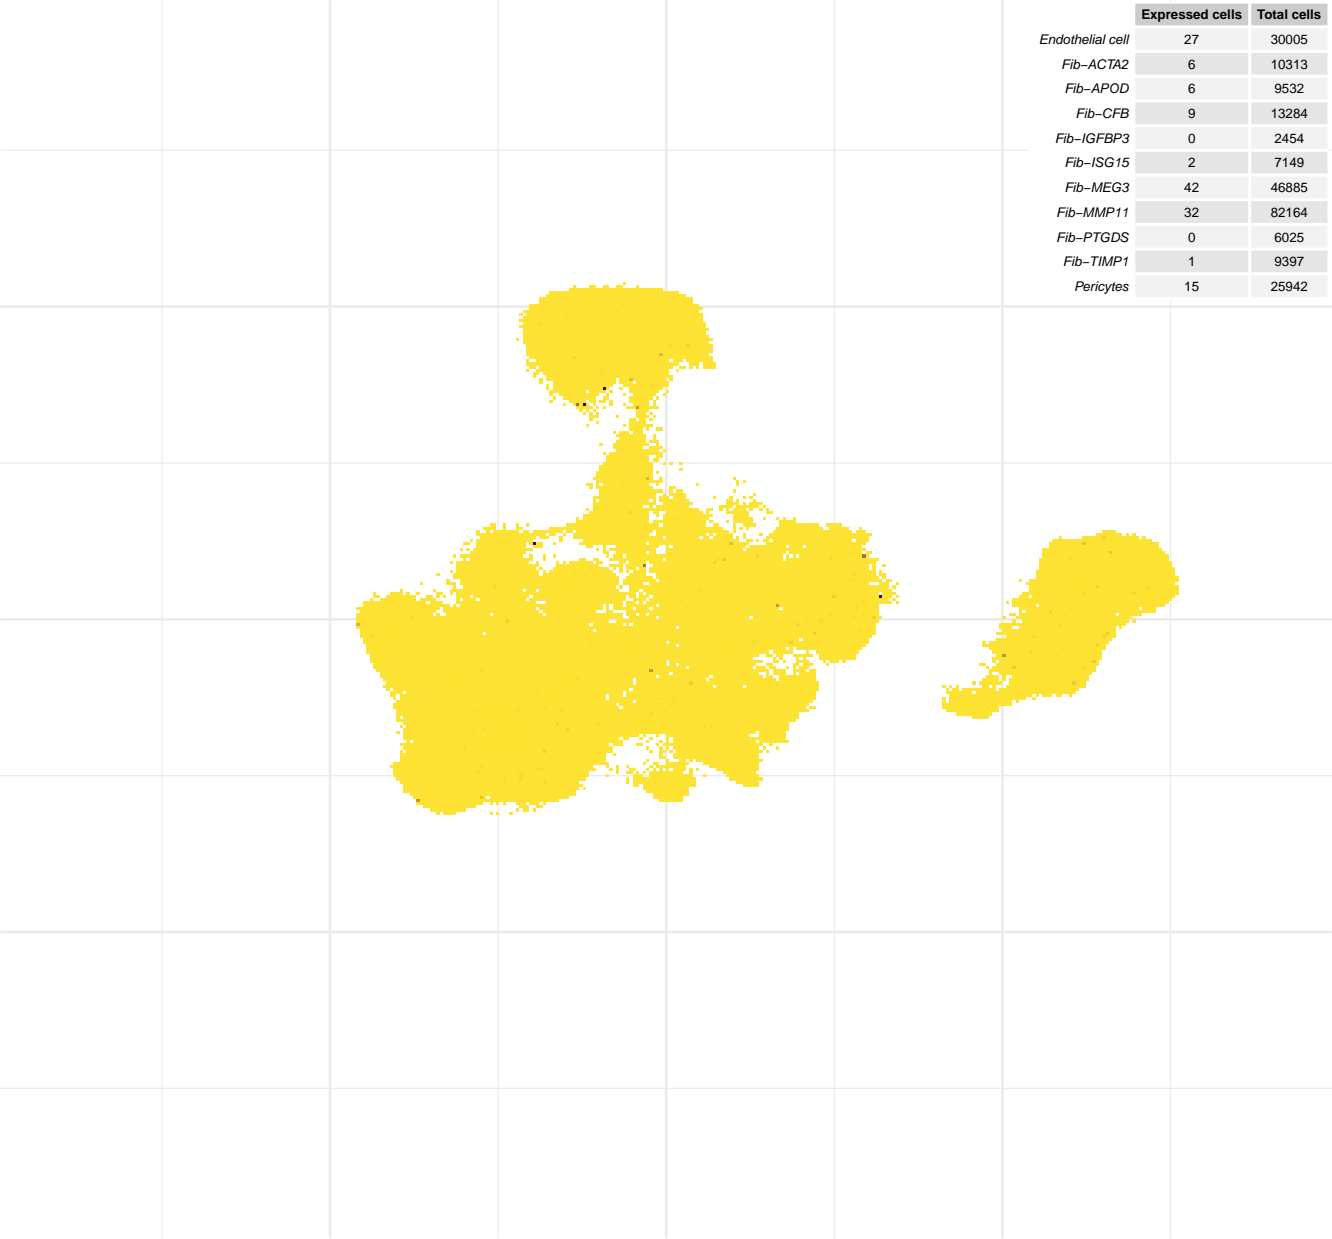 Expressed cells Total cells
Endothelial cell 27 30005
Fib−ACTA2 6 10313
Fib−APOD 6 9532
Fib−CFB 9 13284
Fib−IGFBP3 0 2454
Fib−ISG15 2 7149
Fib−MEG3 42 46885
Fib−MMP11 32 82164
Fib−PTGDS 0 6025
Fib−TIMP1 1 9397
Pericytes 15 25942